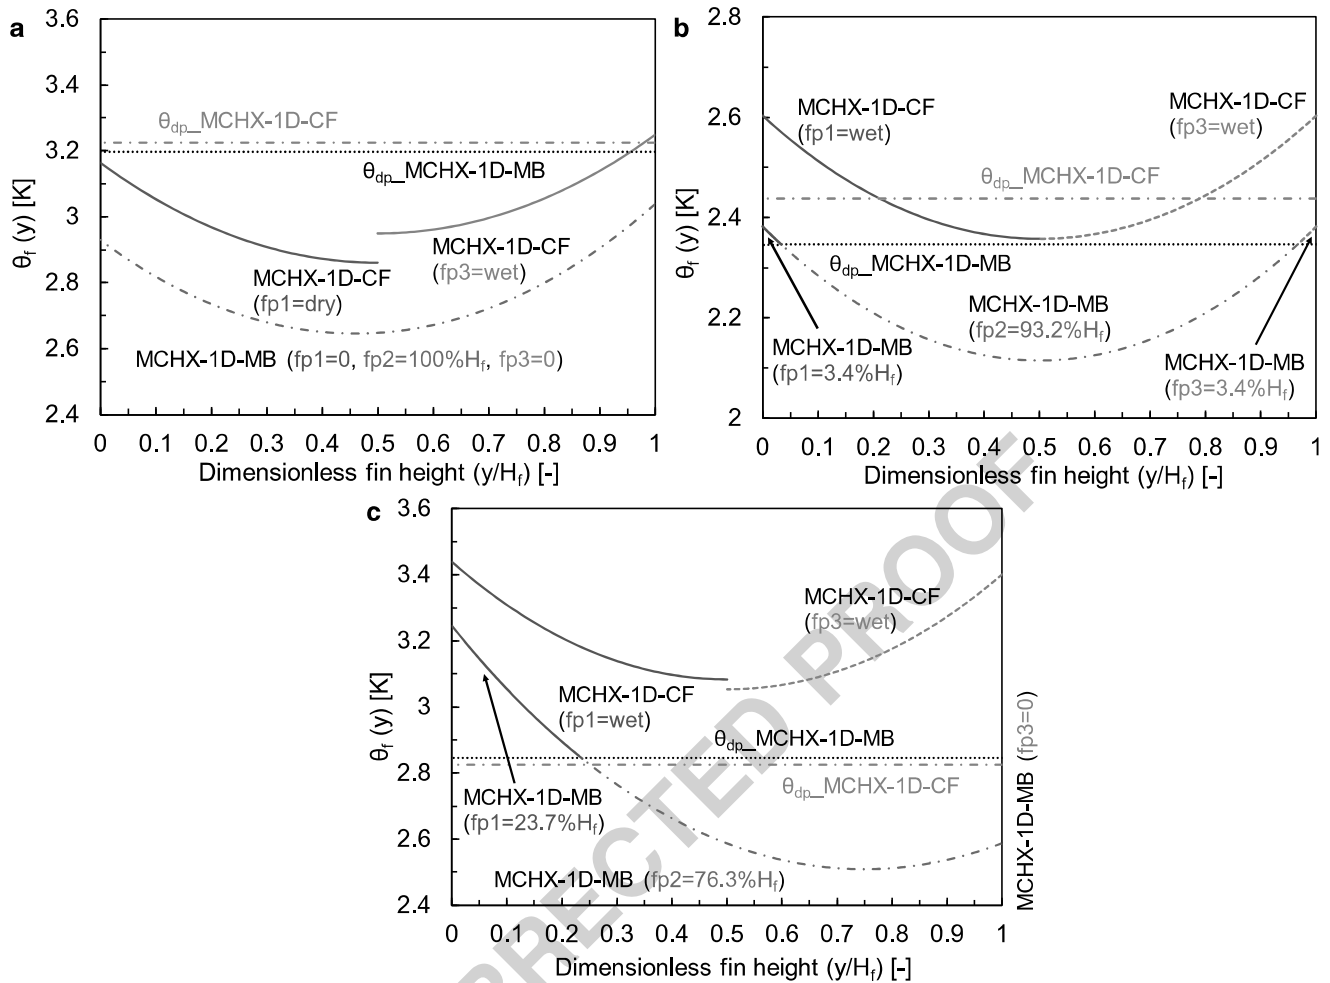 a
3.6
3.4
3.2
3
2.8
2.6
2.4
θf (y) [K]
θdp_MCHX-1D-CF
θdp_MCHX-1D-MB
MCHX-1D-CF
(fp3=wet)
MCHX-1D-CF
(fp1=dry)
MCHX-1D-MB (fp1=0, fp2=100%Hf, fp3=0)
0 0.1 0.2 0.3 0.4 0.5 0.6 0.7 0.8 0.9 1
Dimensionless fin height (y/Hf) [-]
b
2.8
2.6
2.4
2.2
2
θf (y) [K]
MCHX-1D-CF
(fp1=wet)
MCHX-1D-CF
(fp3=wet)
θdp_MCHX-1D-CF
θdp_MCHX-1D-MB
MCHX-1D-MB
(fp2=93.2%Hf)
MCHX-1D-MB
(fp1=3.4%Hf)
MCHX-1D-MB
(fp3=3.4%Hf)
0 0.1 0.2 0.3 0.4 0.5 0.6 0.7 0.8 0.9 1
Dimensionless fin height (y/Hf) [-]
c
3.6
3.4
3.2
3
2.8
2.6
2.4
θf (y) [K]
MCHX-1D-CF
(fp3=wet)
MCHX-1D-CF
(fp1=wet)
θdp_MCHX-1D-MB
θdp_MCHX-1D-CF
MCHX-1D-MB
(fp1=23.7%Hf)
MCHX-1D-MB (fp2=76.3%Hf)
MCHX-1D-MB (fp3=0)
0 0.1 0.2 0.3 0.4 0.5 0.6 0.7 0.8 0.9 1
Dimensionless fin height (y/Hf) [-]
RRECTED PROOF